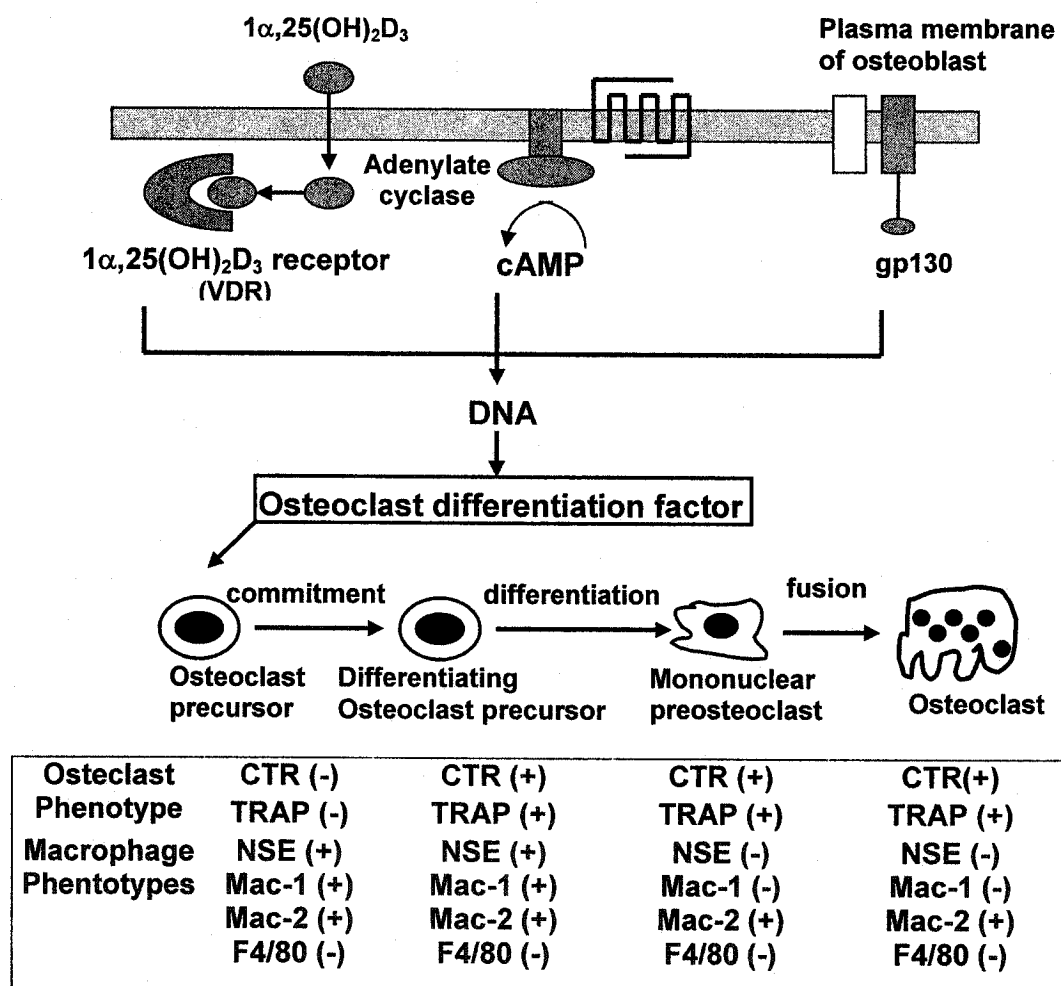 1α,25(OH)₂D₃
Plasma membrane
of osteoblast
Adenylate
cyclase
1α,25(OH)₂D₃ receptor
(VDR)
cAMP
gp130
DNA
Osteoclast differentiation factor
commitment
differentiation
fusion
Osteoclast
precursor
Differentiating
Osteoclast precursor
Mononuclear
preosteoclast
Osteoclast
Osteclast CTR (-) CTR (+) CTR (+) CTR(+)
Phenotype TRAP (-) TRAP (+) TRAP (+) TRAP (+)
Macrophage NSE (+) NSE (+) NSE (-) NSE (-)
Phentotypes Mac-1 (+) Mac-1 (+) Mac-1 (-) Mac-1 (-)
Mac-2 (+) Mac-2 (+) Mac-2 (+) Mac-2 (+)
F4/80 (-) F4/80 (-) F4/80 (-) F4/80 (-)